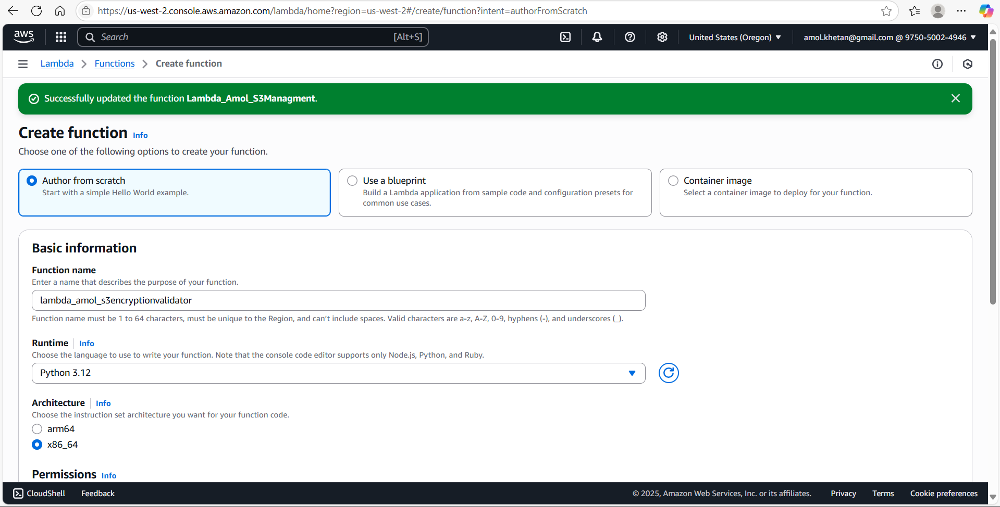 https://us-west-2.console.aws.amazon.com/lambda/home?region=us-west-2#/create/function?intent=authorFromScratch
aws
Search [Alt+S]
United States (Oregon)
amol.khetan@gmail.com @ 9750-5002-4946
Lambda
Functions
Create function
Successfully updated the function Lambda_Amol_S3Managment.
Create function Info
Choose one of the following options to create your function.
Author from scratch
Start with a simple Hello World example.
Use a blueprint
Build a Lambda application from sample code and configuration presets for
common use cases.
Container image
Select a container image to deploy for your function.
Basic information
Function name
Enter a name that describes the purpose of your function.
lambda_amol_s3encryptionvalidator
Function name must be 1 to 64 characters, must be unique to the Region, and can’t include spaces. Valid characters are a-z, A-Z, 0-9, hyphens (-), and underscores (_).
Runtime Info
Choose the language to use to write your function. Note that the console code editor supports only Node.js, Python, and Ruby.
Python 3.12
Architecture Info
Choose the instruction set architecture you want for your function code.
arm64
x86_64
Permissions Info
CloudShell
Feedback
© 2025, Amazon Web Services, Inc. or its affiliates.
Privacy
Terms
Cookie preferences